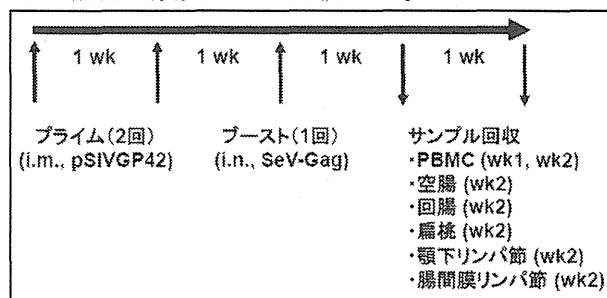 1 wk 1 wk 1 wk 1 wk
プライム(2回) ブースト(1回) サンプル回収
(i.m., pSIVGP42) (i.n., SeV-Gag) ・PBMC (wk1, wk2)
・空腸 (wk2)
・回腸 (wk2)
・扁桃 (wk2)
・顎下リンパ節 (wk2)
・腸間膜リンパ節 (wk2)